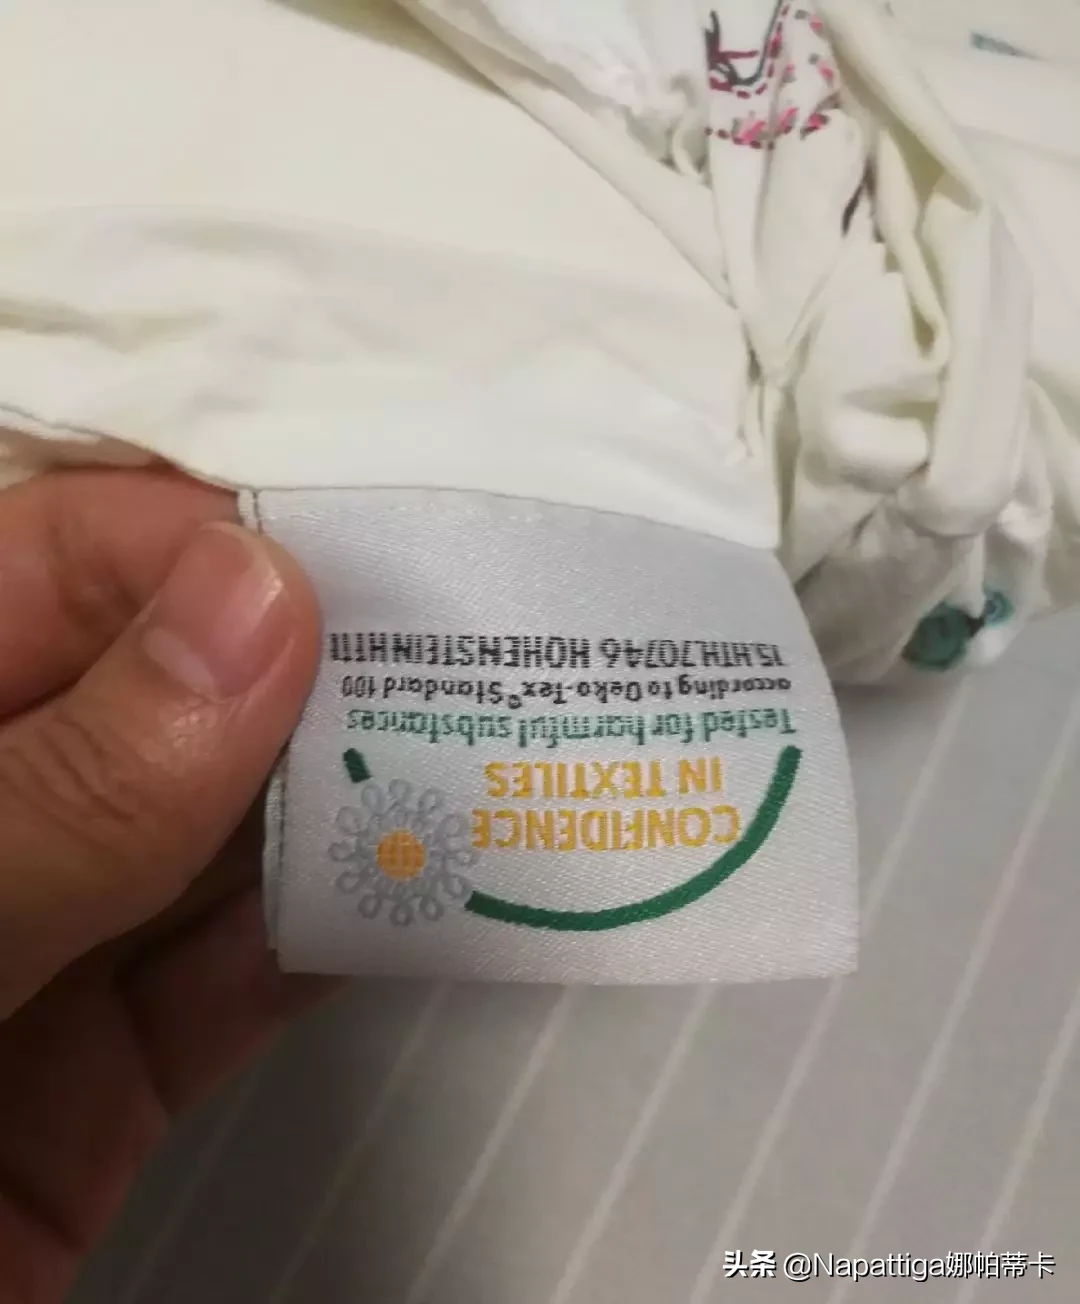 CONFIDENCE
IN TEXTILES
Tested for harmful substances
according to Oeko-Tex® Standard 100
15.HTH.70746 HOHENSTEIN HTTI
头条 @Napattiga娜帕蒂卡